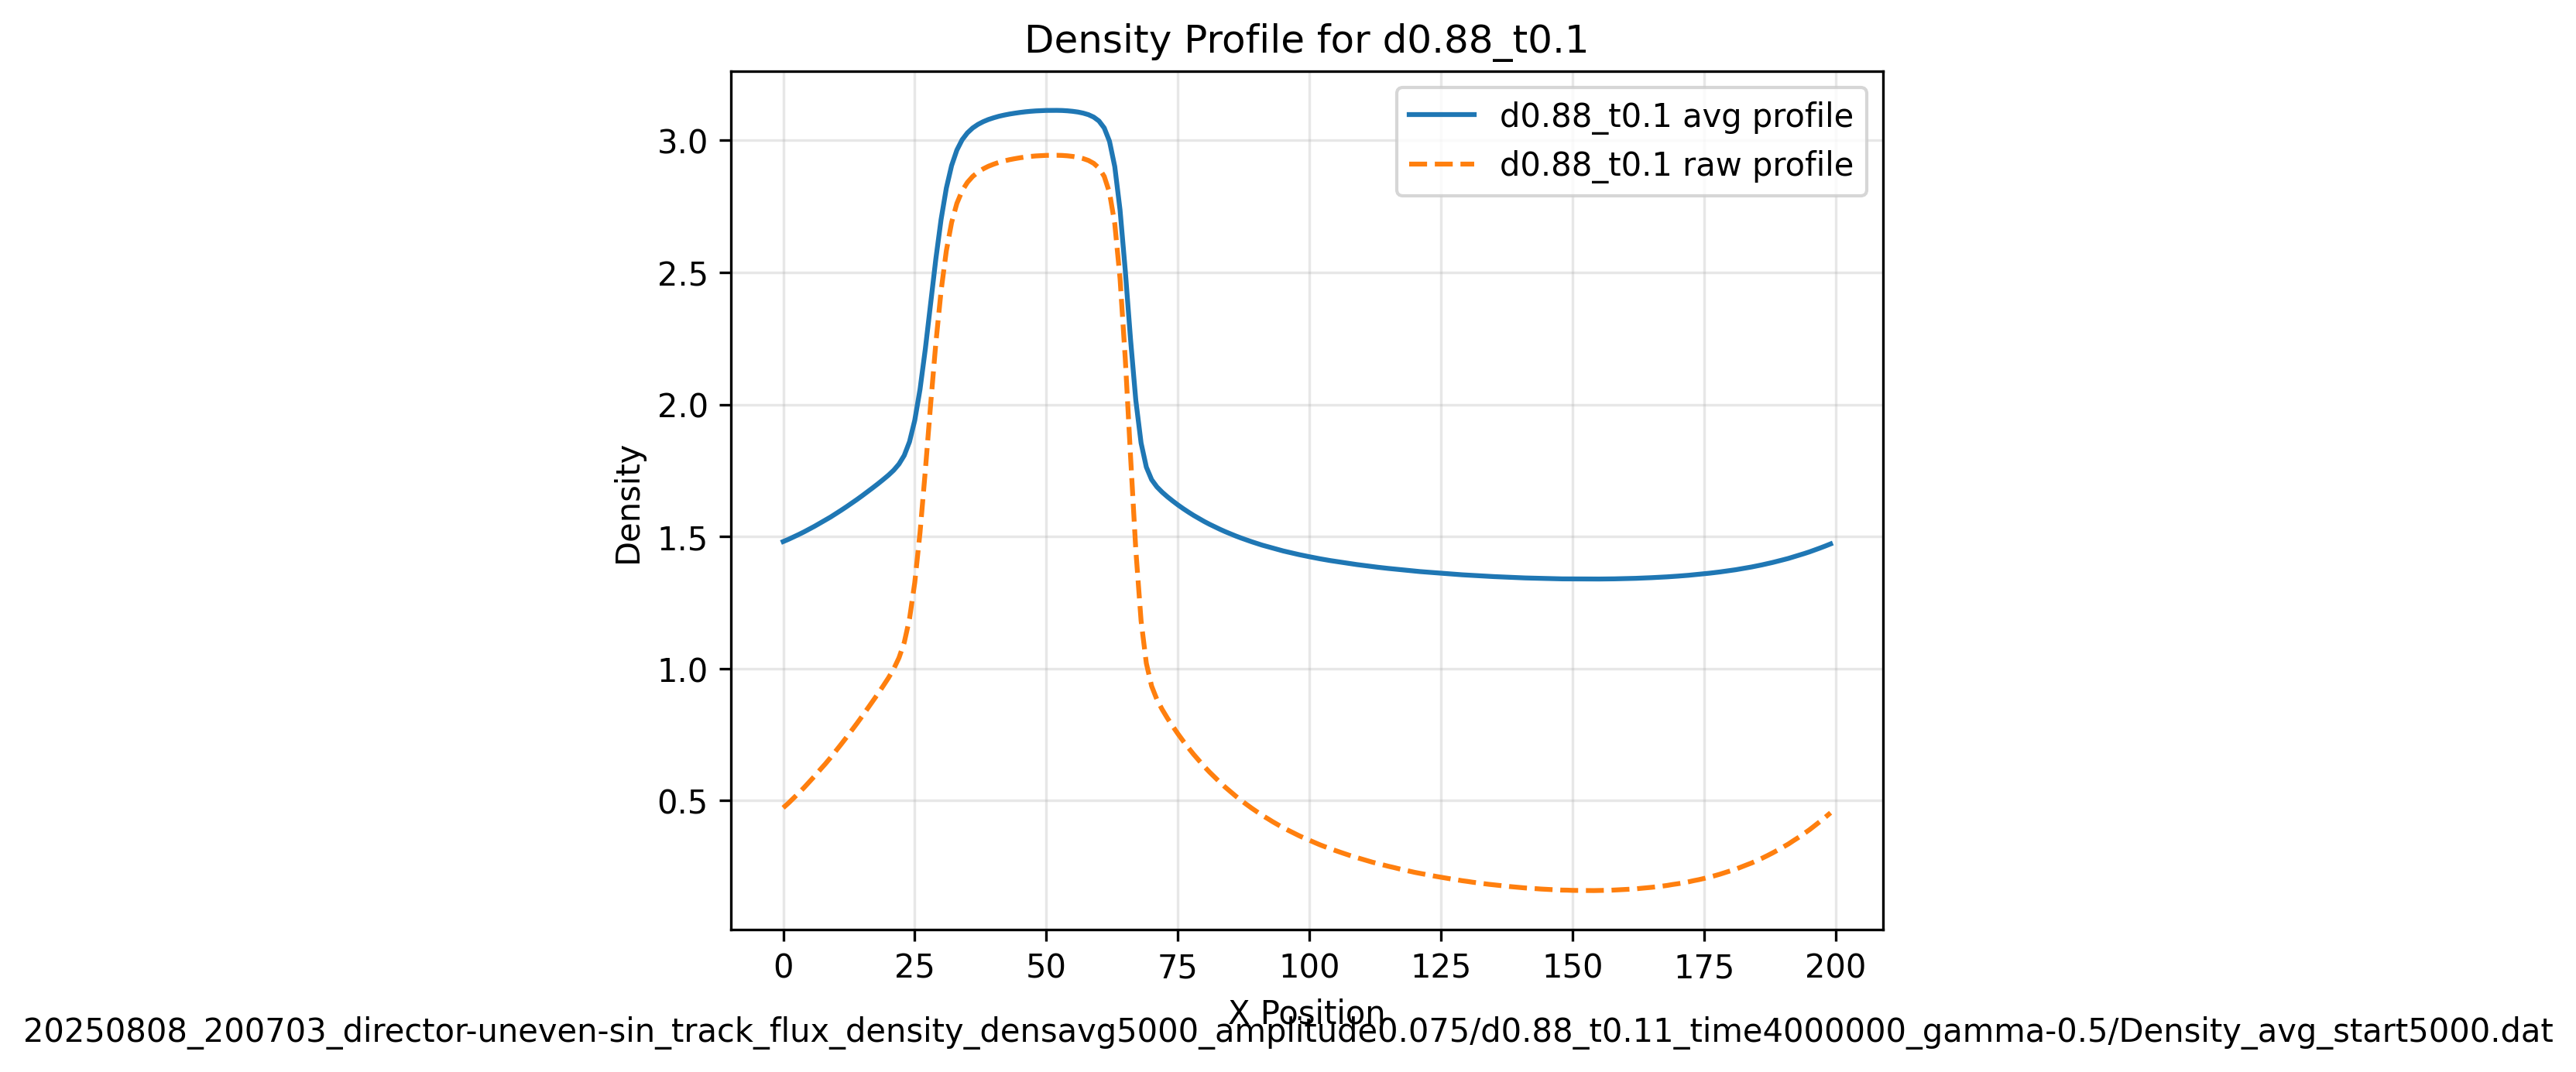 Density Profile for d0.88_t0.1
d0.88_t0.1 avg profile
d0.88_t0.1 raw profile
3.0
2.5
2.0
1.5
1.0
0.5
Density
0 25 50 75 100 125 150 175 200
X Position
20250808_200703_director-uneven-sin_track_flux_density_densavg5000_amplitude0.075/d0.88_t0.11_time4000000_gamma-0.5/Density_avg_start5000.dat